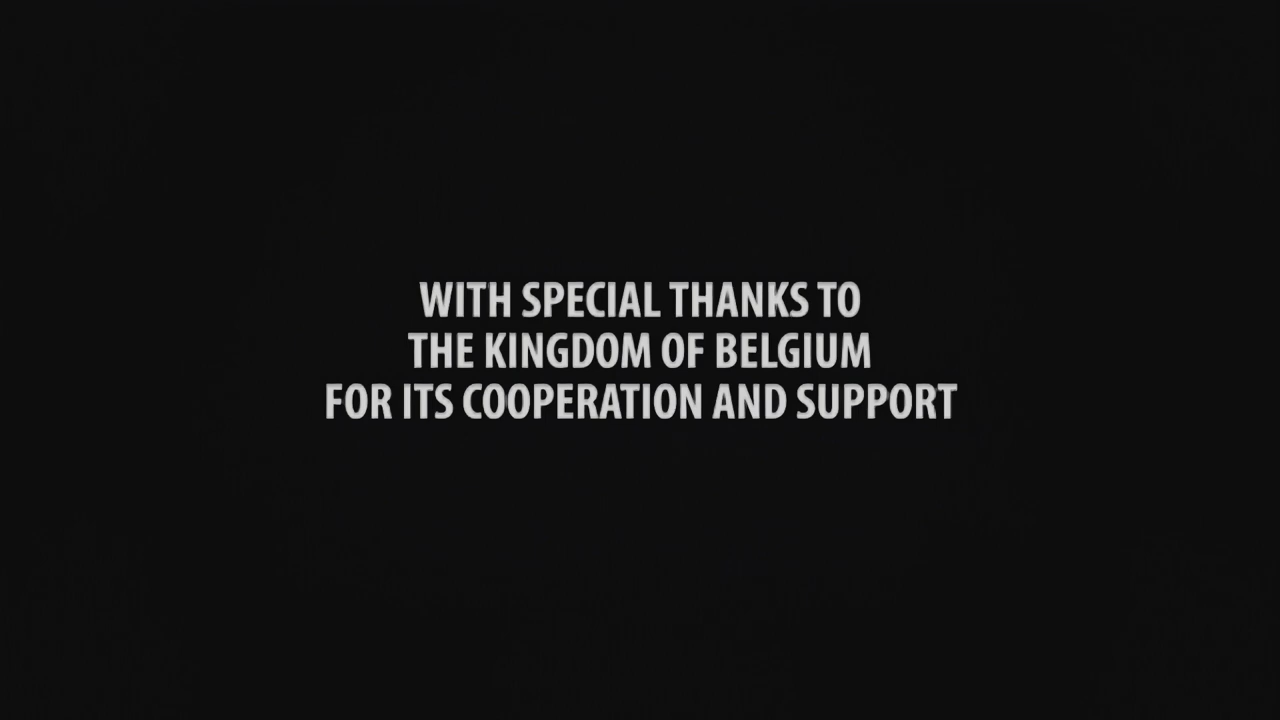 WITH SPECIAL THANKS TO
THE KINGDOM OF BELGIUM
FOR ITS COOPERATION AND SUPPORT